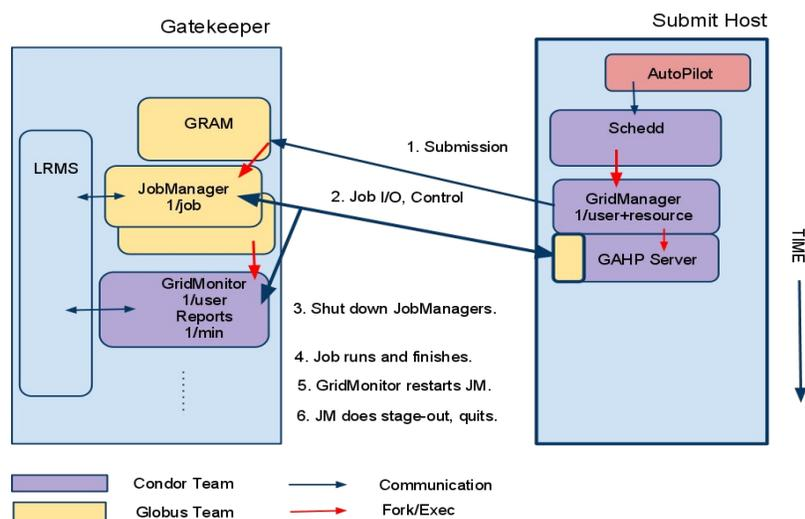 Gatekeeper
Submit Host
AutoPilot
GRAM
Schedd
1. Submission
LRMS
JobManager
1/job
2. Job I/O, Control
GridManager
1/user+resource
GAHP Server
TIME
GridMonitor
1/user
Reports
1/min
3. Shut down JobManagers.
4. Job runs and finishes.
5. GridMonitor restarts JM.
6. JM does stage-out, quits.
Condor Team
Communication
Globus Team
Fork/Exec